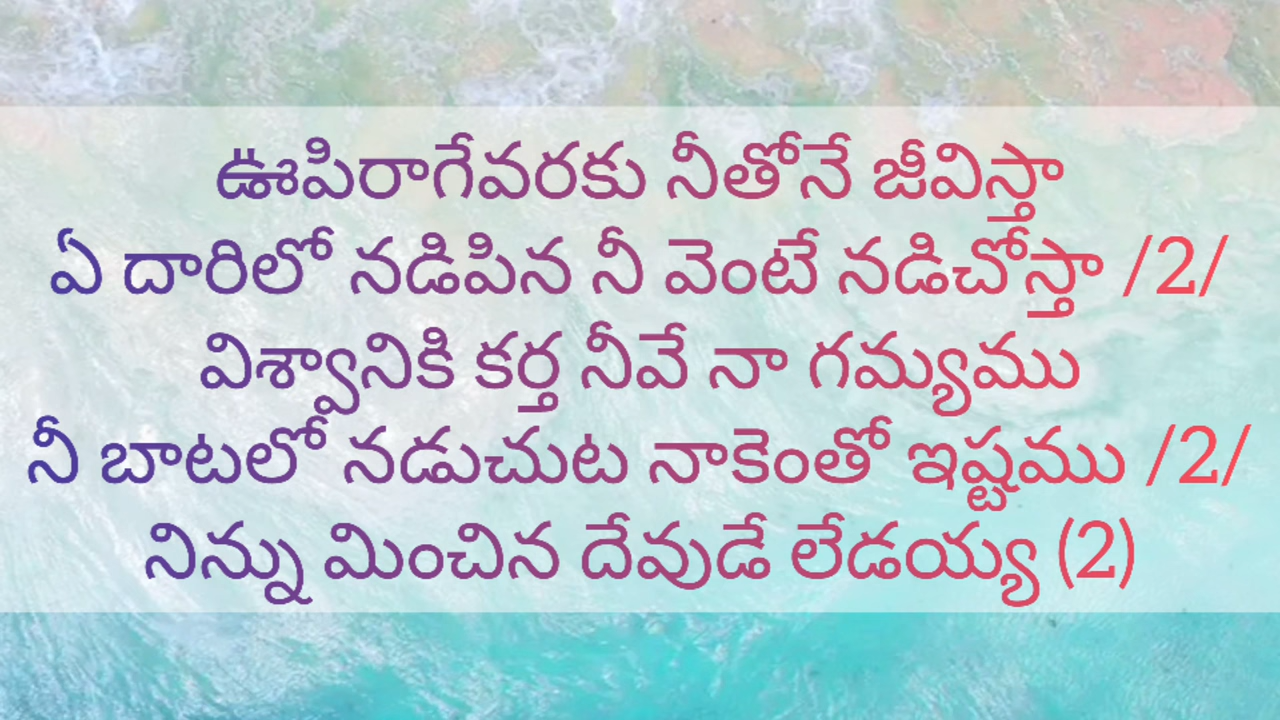 ఊపిరాగేవరకు నీతోనే జీవిస్తా
ఏ దారిలో నడిపిన నీ వెంటే నడిచోస్తా /2/
విశ్వానికి కర్త నీవే నా గమ్యము
నీ బాటలో నడుచుట నాకెంతో ఇష్టము /2/
నిన్ను మించిన దేవుడే లేడయ్య (2)